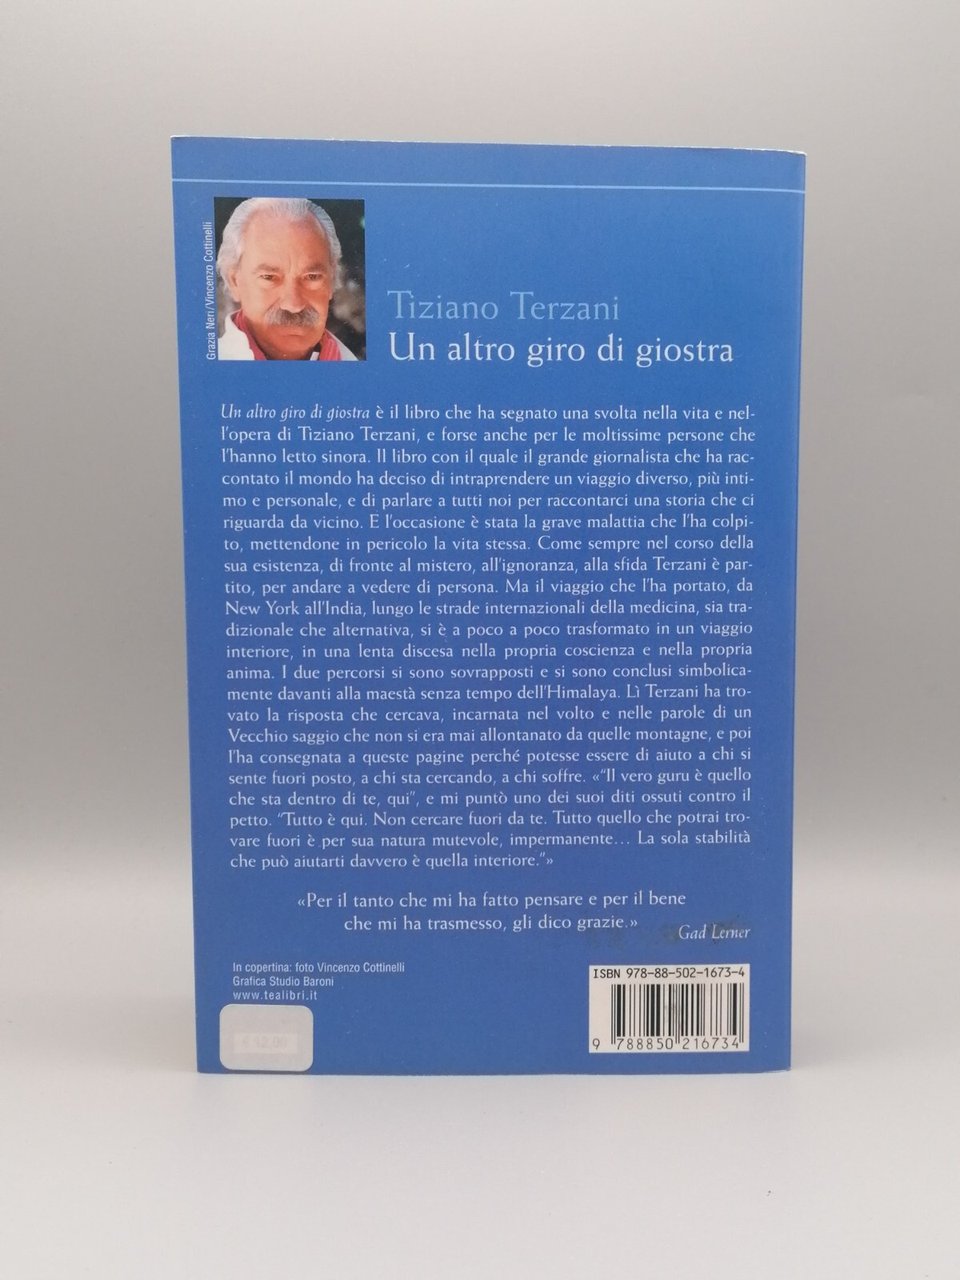 Grazia Neri/Vincenzo Cottinelli
Tiziano Terzani
Un altro giro di giostra
Un altro giro di giostra è il libro che ha segnato una svolta nella vita e nel-
l'opera di Tiziano Terzani, e forse anche per le moltissime persone che
l'hanno letto sinora. Il libro con il quale il grande giornalista che ha rac-
contato il mondo ha deciso di intraprendere un viaggio diverso, più inti-
mo e personale, e di parlare a tutti noi per raccontarci una storia che ci
riguarda da vicino. E l'occasione è stata la grave malattia che l'ha colpi-
to, mettendone in pericolo la vita stessa. Come sempre nel corso della
sua esistenza, di fronte al mistero, all'ignoranza, alla sfida Terzani è par-
tito, per andare a vedere di persona. Ma il viaggio che l'ha portato, da
New York all'India, lungo le strade internazionali della medicina, sia tra-
dizionale che alternativa, si è a poco a poco trasformato in un viaggio
interiore, in una lenta discesa nella propria coscienza e nella propria
anima. I due percorsi si sono sovrapposti e si sono conclusi simbolica-
mente davanti alla maestà senza tempo dell'Himalaya. Lì Terzani ha tro-
vato la risposta che cercava, incarnata nel volto e nelle parole di un
Vecchio saggio che non si era mai allontanato da quelle montagne, e poi
l'ha consegnata a queste pagine perché potesse essere di aiuto a chi si
sente fuori posto, a chi sta cercando, a chi soffre. «"Il vero guru è quello
che sta dentro di te, qui", e mi puntò uno dei suoi diti ossuti contro il
petto. "Tutto è qui. Non cercare fuori da te. Tutto quello che potrai tro-
vare fuori è per sua natura mutevole, impermanente... La sola stabilità
che può aiutarti davvero è quella interiore."»
«Per il tanto che mi ha fatto pensare e per il bene
che mi ha trasmesso, gli dico grazie.»
Gad Lerner
In copertina: foto Vincenzo Cottinelli
Grafica Studio Baroni
www.tealibri.it
ISBN 978-88-502-1673-4
9 788850 216734